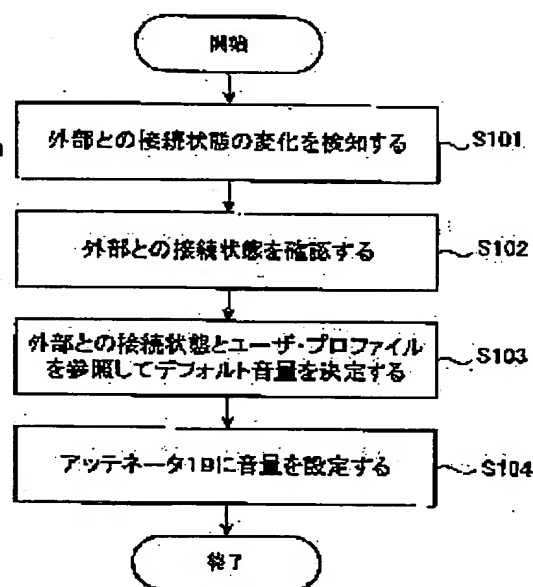 開始
外部との接続状態の変化を検知する
S101
外部との接続状態を確認する
S102
外部との接続状態とユーザ・プロファイル
を参照してデフォルト音量を決定する
S103
アッテネータ18に音量を設定する
S104
終了